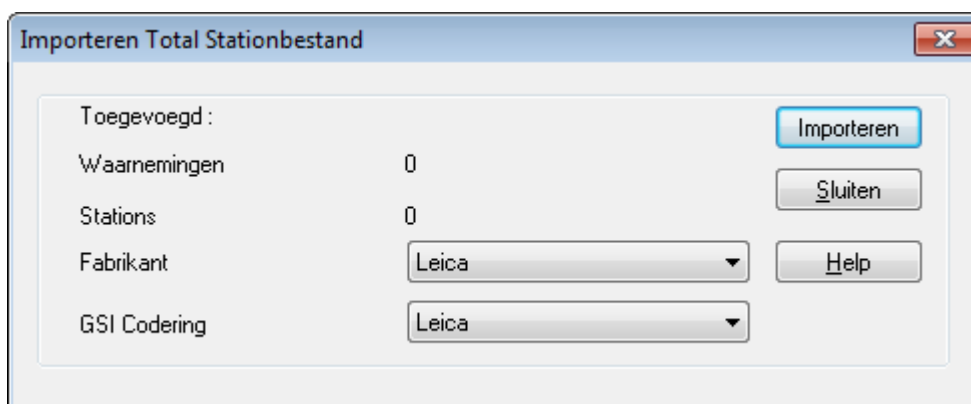 Importeren Total Stationbestand
Toegevoegd :
Importeren
Waarnemingen 0
Sluiten
Stations 0
Fabrikant Leica
Help
GSI Codering Leica